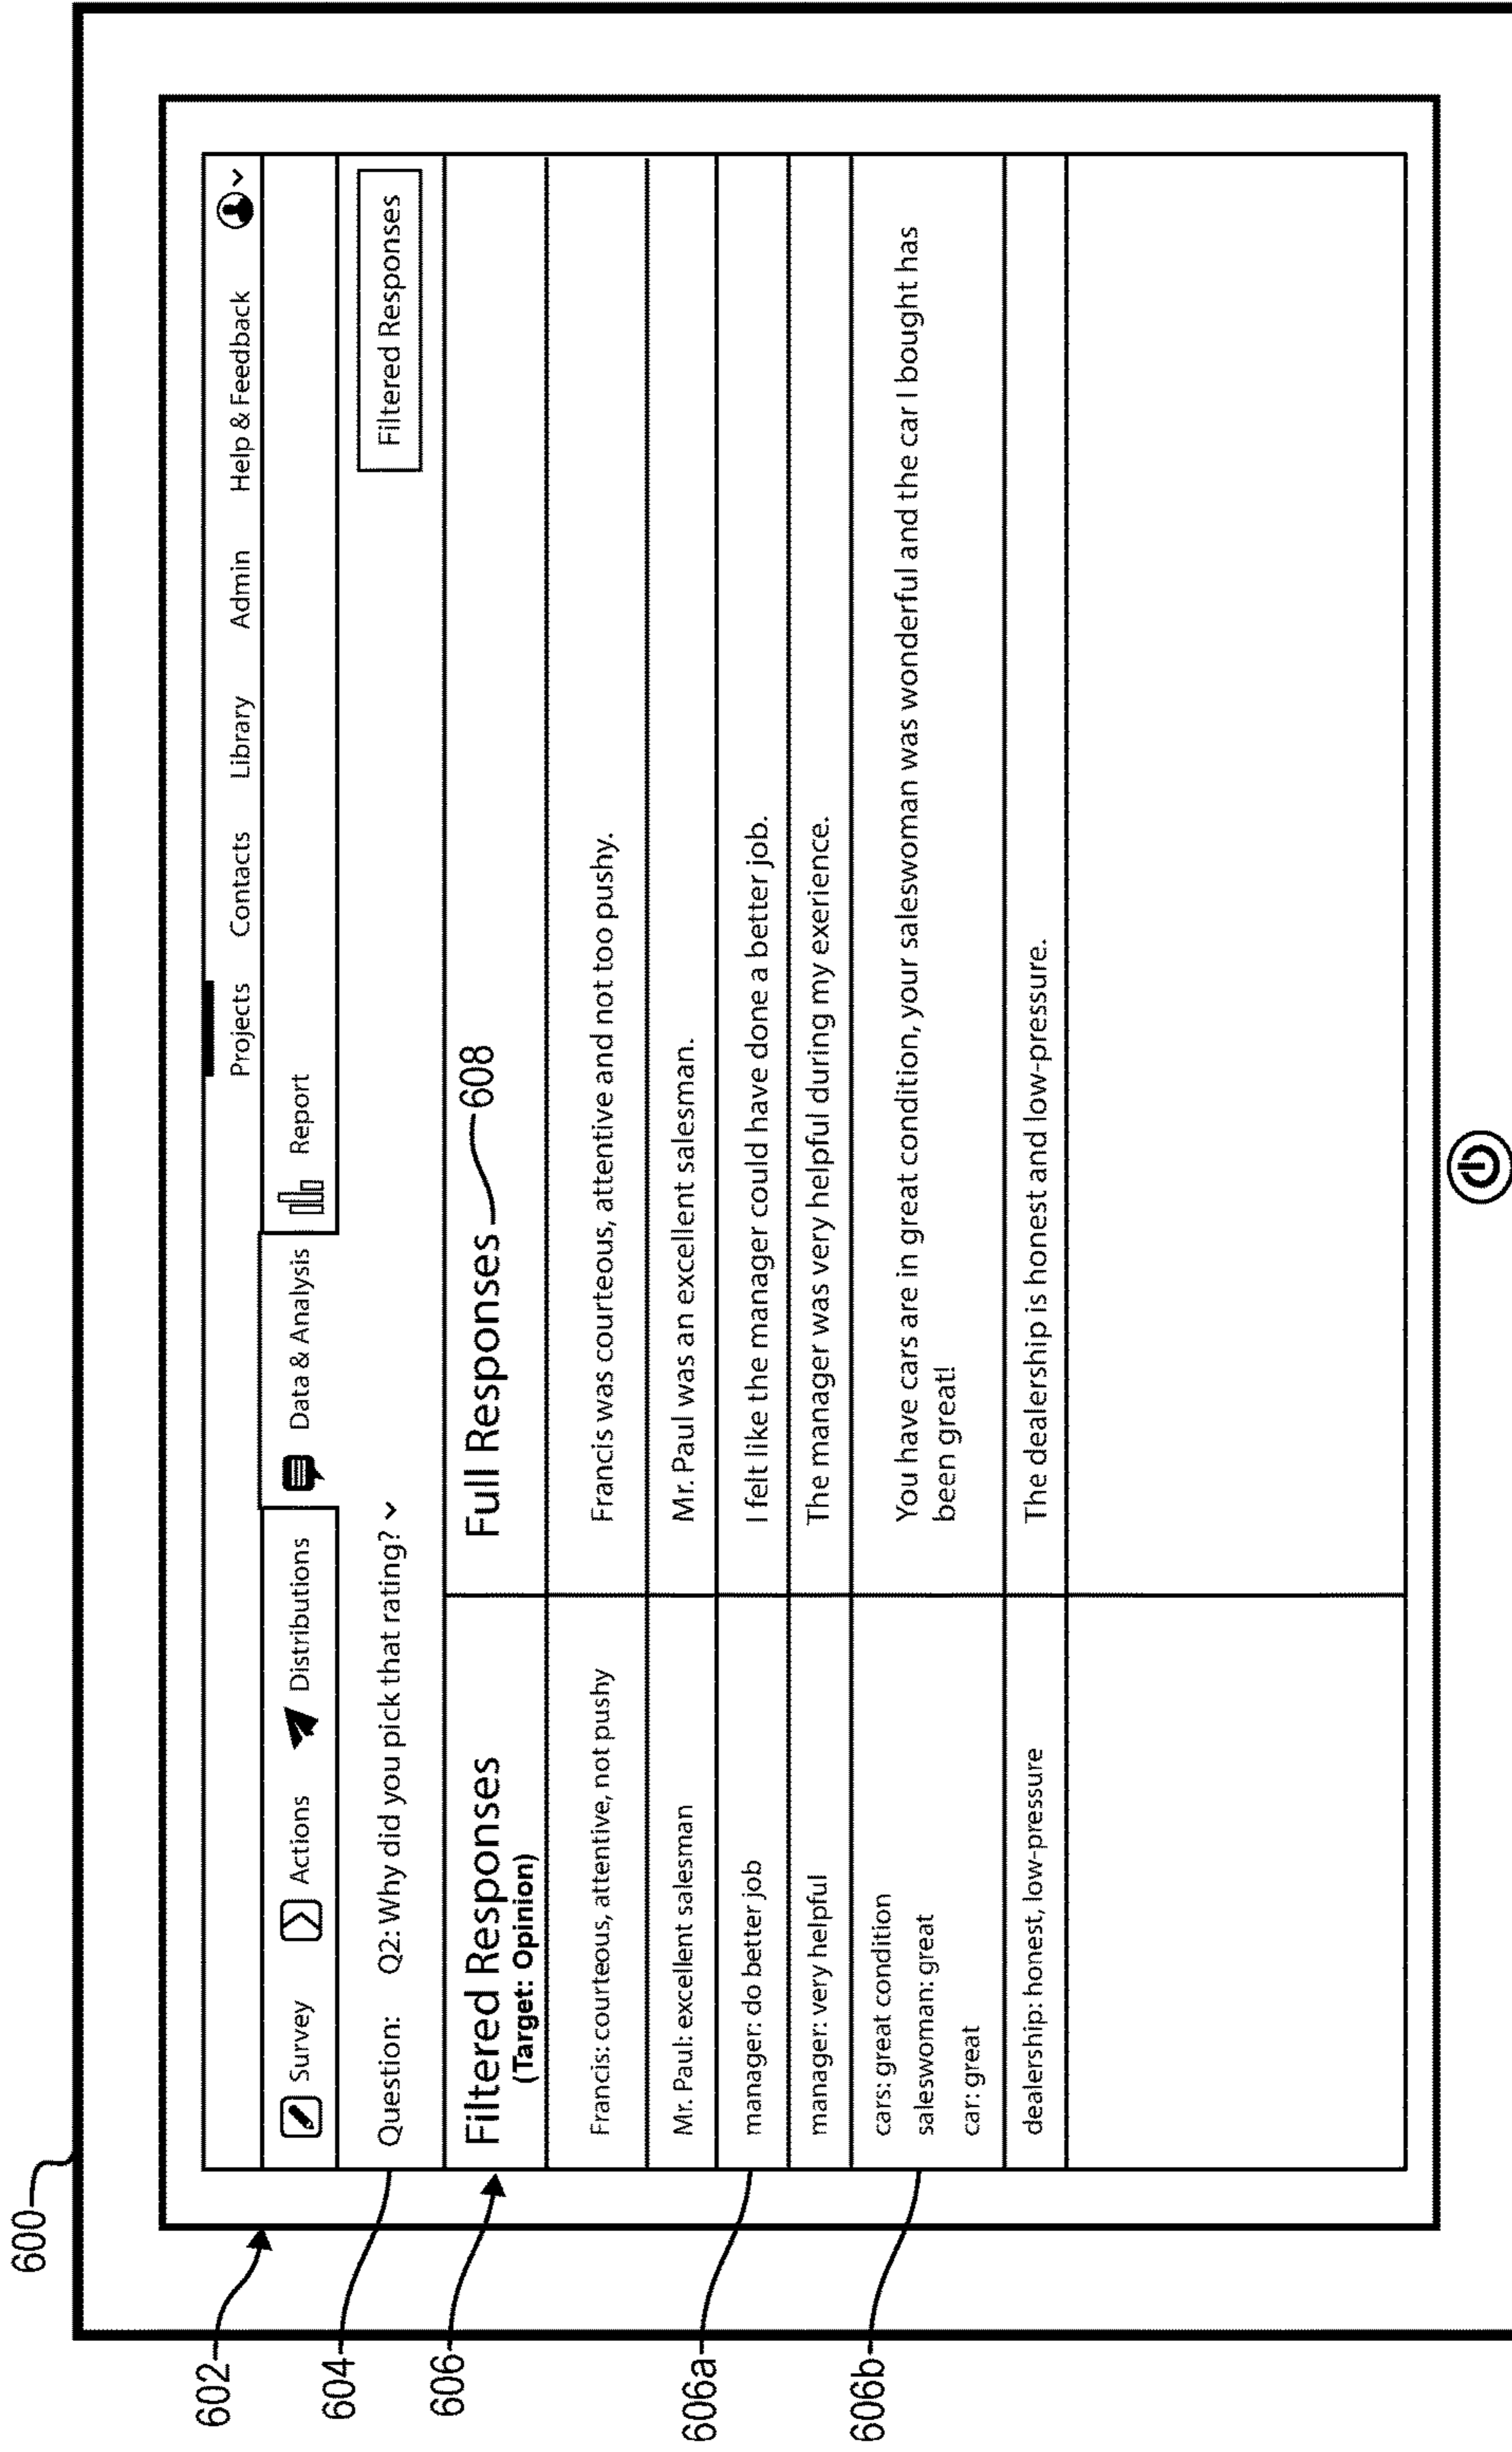 600
602
604
606
606a
606b
Projects Contacts Library Admin Help & Feedback
Survey Actions Distributions Data & Analysis Report
Question: Q2: Why did you pick that rating? Filtered Responses
Filtered Responses
(Target: Opinion)
Full Responses 608
Francis: courteous, attentive, not pushy
Francis was courteous, attentive and not too pushy.
Mr. Paul: excellent salesman
Mr. Paul was an excellent salesman.
manager: do better job
I felt like the manager could have done a better job.
manager: very helpful
The manager was very helpful during my exerience.
cars: great condition
saleswoman: great
car: great
You have cars are in great condition, your saleswoman was wonderful and the car I bought has
been great!
dealership: honest, low-pressure
The dealership is honest and low-pressure.